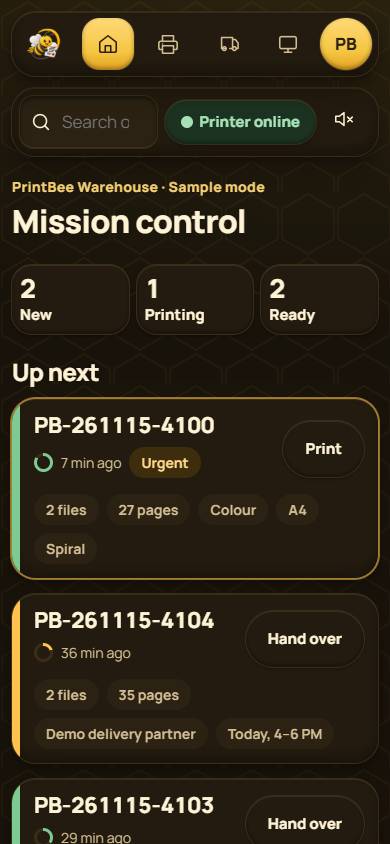 PB
Search o
Printer online
PrintBee Warehouse · Sample mode
Mission control
2
New
1
Printing
2
Ready
Up next
PB-261115-4100
Print
7 min ago
Urgent
2 files
27 pages
Colour
A4
Spiral
PB-261115-4104
Hand over
36 min ago
2 files
35 pages
Demo delivery partner
Today, 4–6 PM
PB-261115-4103
Hand over
29 min ago